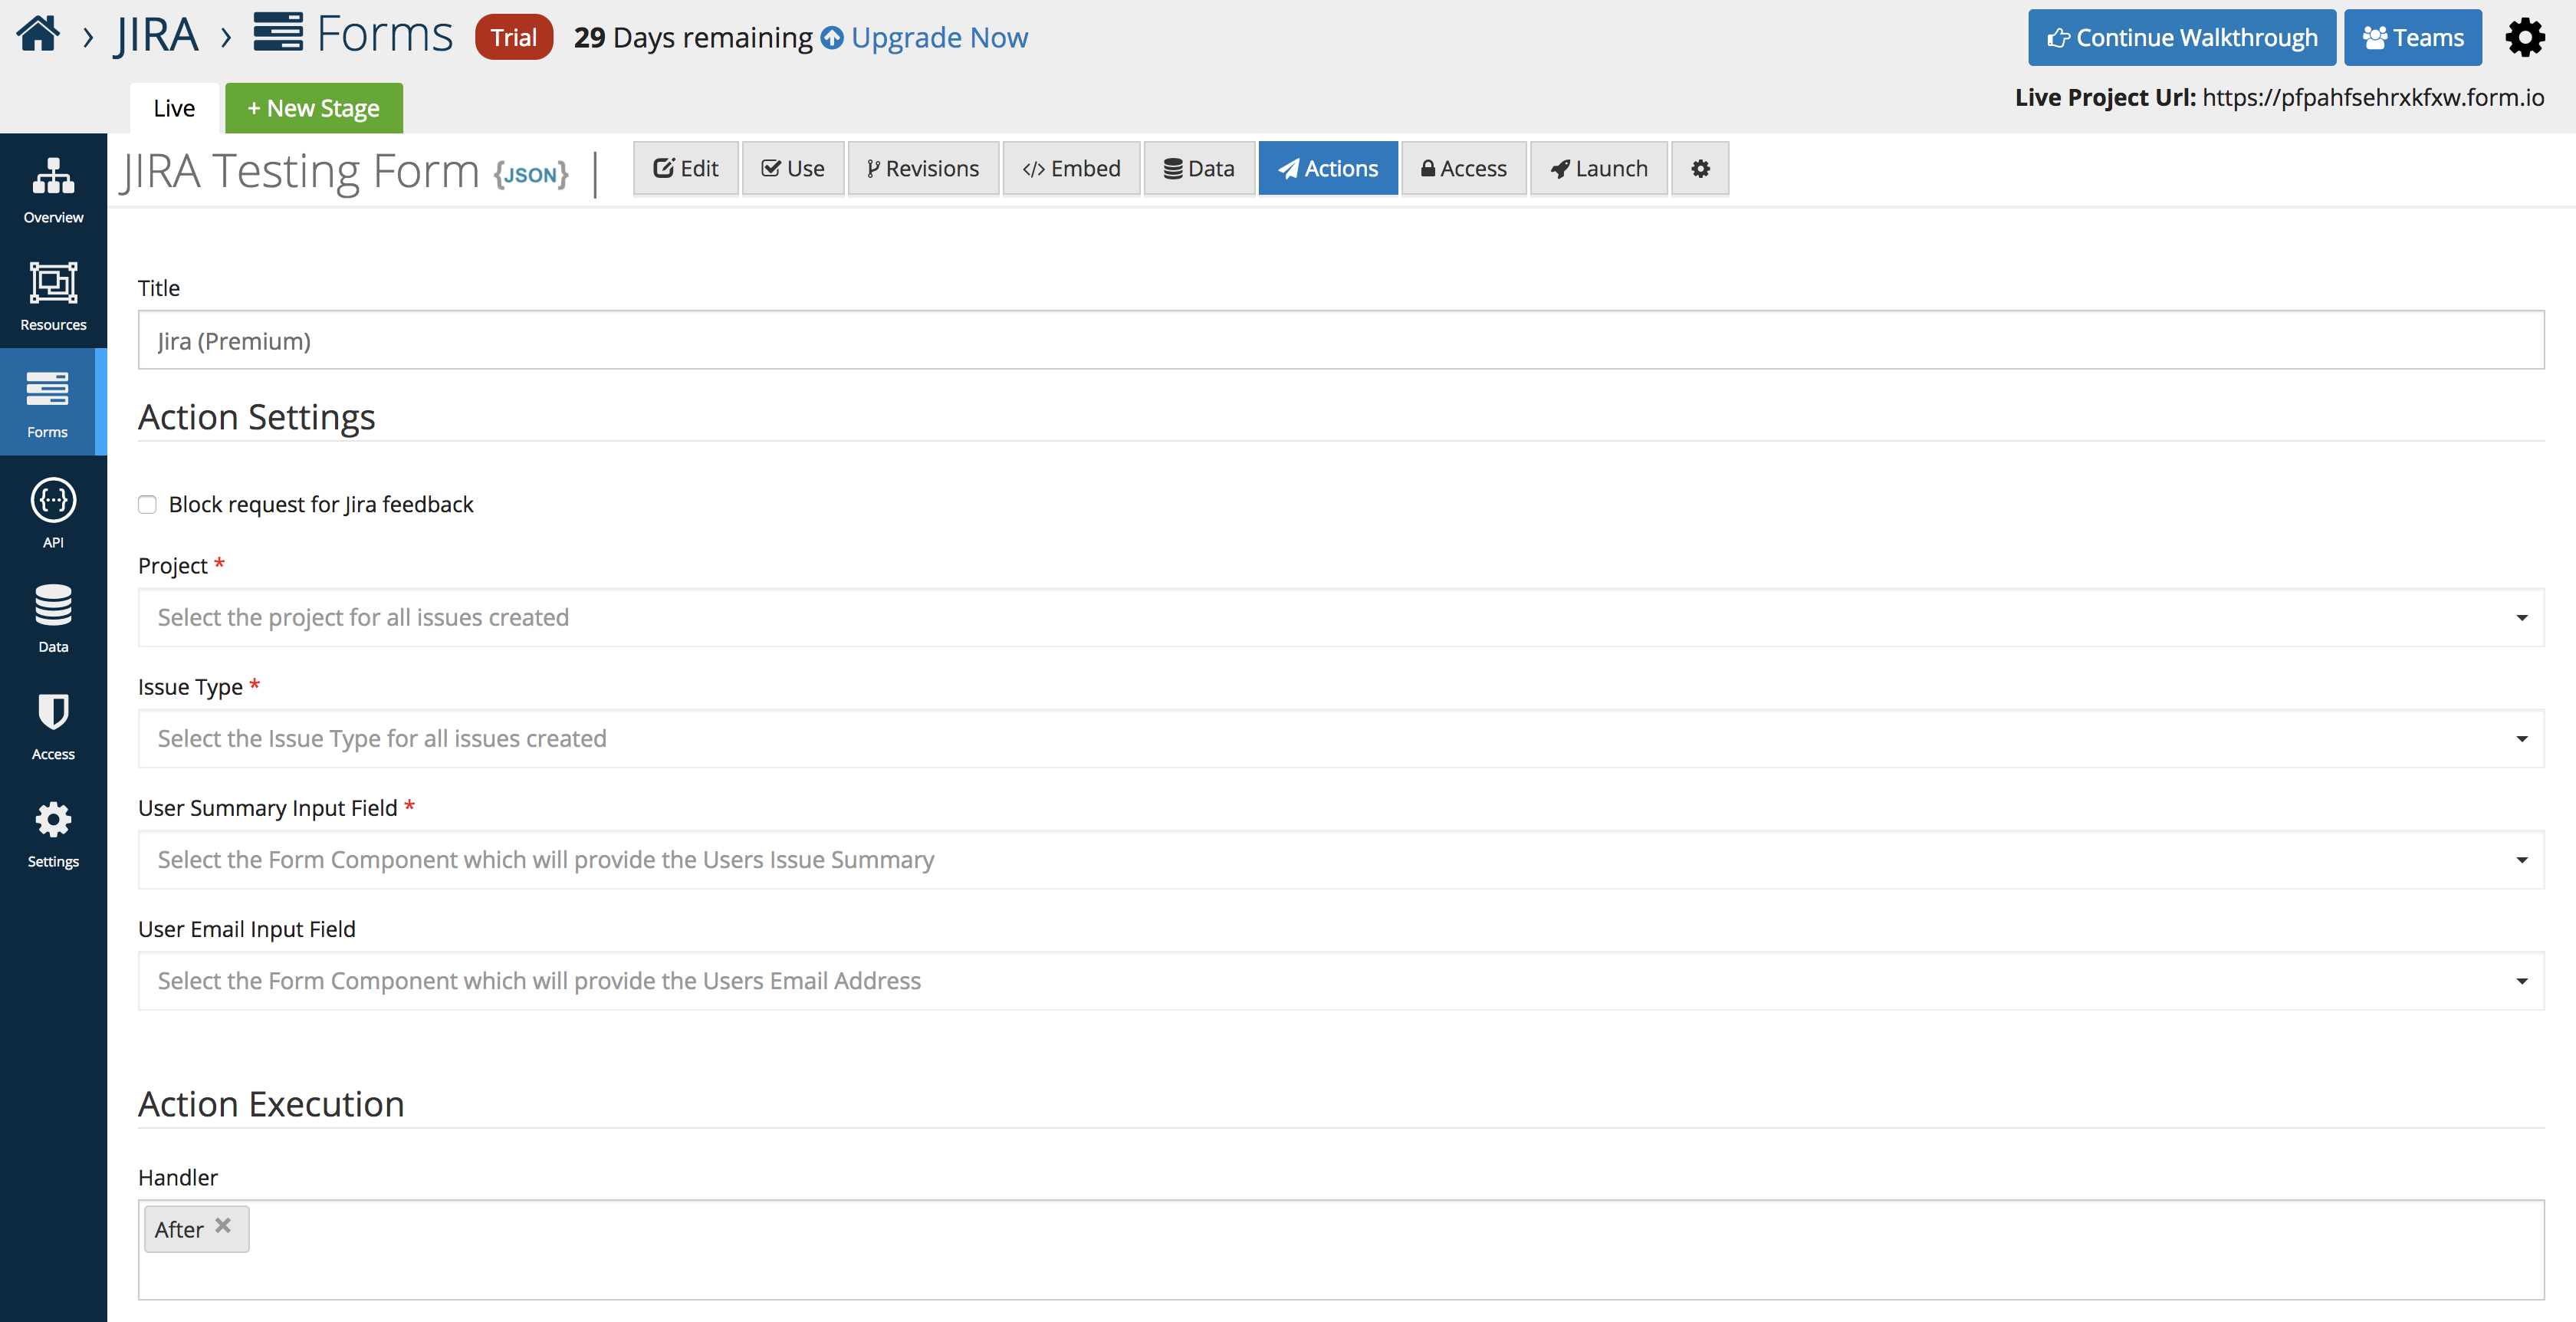 › JIRA › Forms Trial 29 Days remaining Upgrade Now Continue Walkthrough Teams
Live + New Stage Live Project Url: https://pfpahfsehrxkfxw.form.io
JIRA Testing Form {JSON} | Edit Use Revisions </> Embed Data Actions Access Launch
Overview
Resources
Forms
API
Data
Access
Settings
Title
Jira (Premium)
Action Settings
Block request for Jira feedback
Project *
Select the project for all issues created
Issue Type *
Select the Issue Type for all issues created
User Summary Input Field *
Select the Form Component which will provide the Users Issue Summary
User Email Input Field
Select the Form Component which will provide the Users Email Address
Action Execution
Handler
After ×